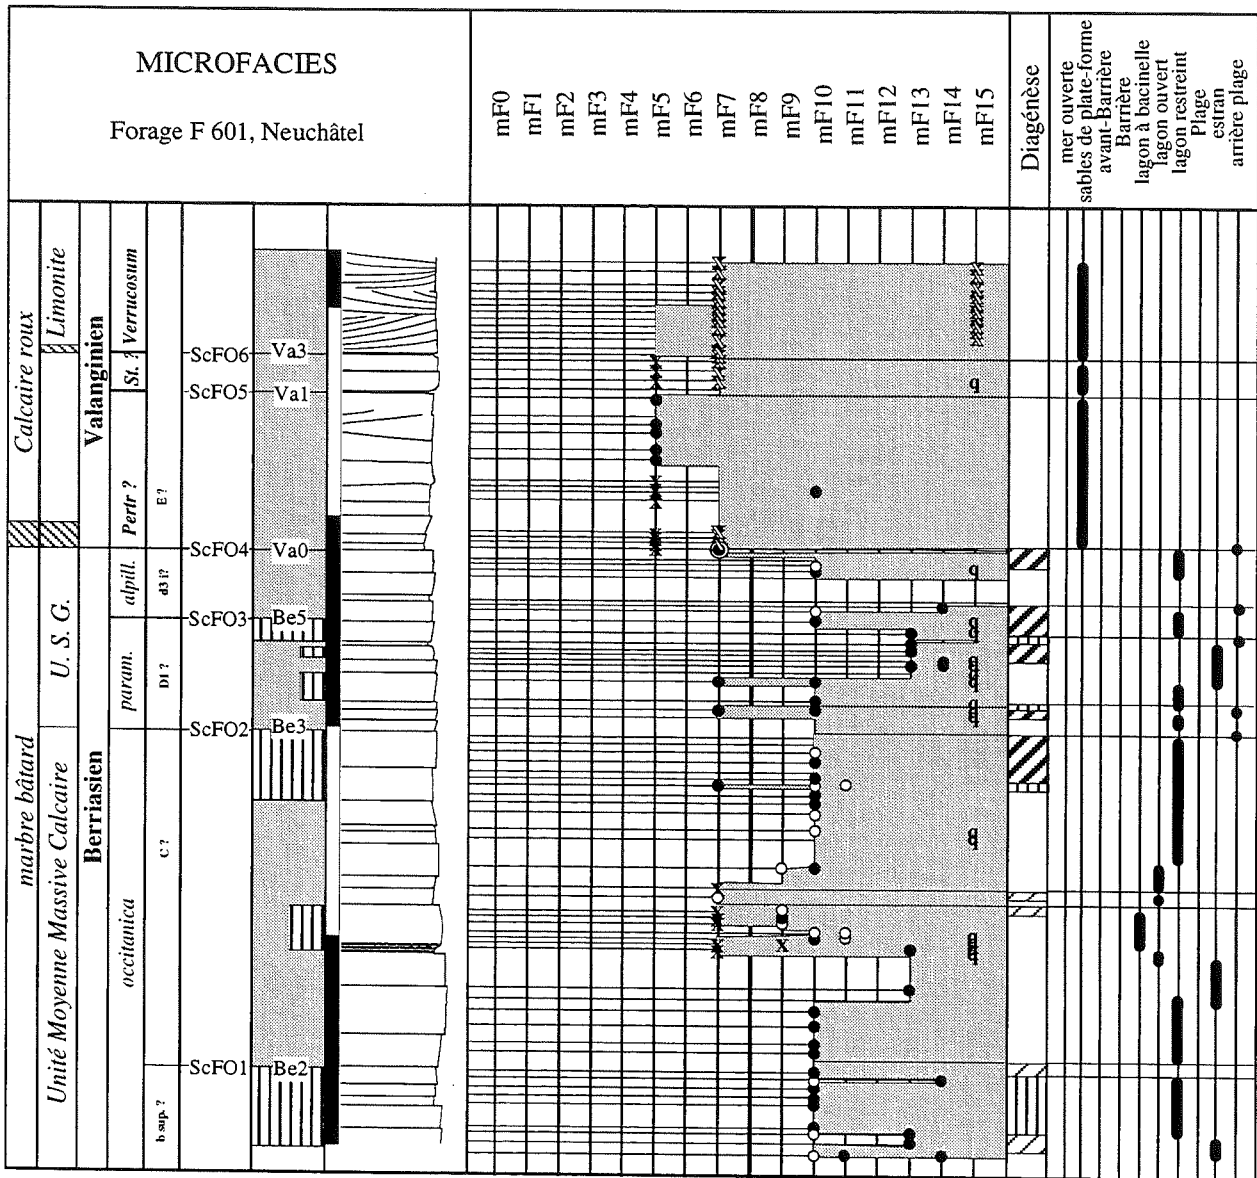 MICROFACIES
Forage F 601, Neuchâtel
mF0
mF1
mF2
mF3
mF4
mF5
mF6
mF7
mF8
mF9
mF10
mF11
mF12
mF13
mF14
mF15
Diagénèse
mer ouverte
sables de plate-forme
avant-Barrière
Barrière
lagon à bacinelle
lagon ouvert
lagon restreint
Plage
estran
arrière plage
Calcaire roux
marbre bâtard
Limonite
U. S. G.
Unité Moyenne Massive Calcaire
Valanginien
Berriasien
Verrucosum
St. ?
Pertr ?
alpill.
param.
occitanica
E ?
d3 i?
D1 ?
C ?
b sup. ?
ScFO6
Va3
ScFO5
Va1
ScFO4
Va0
ScFO3
Be5
ScFO2
Be3
ScFO1
Be2